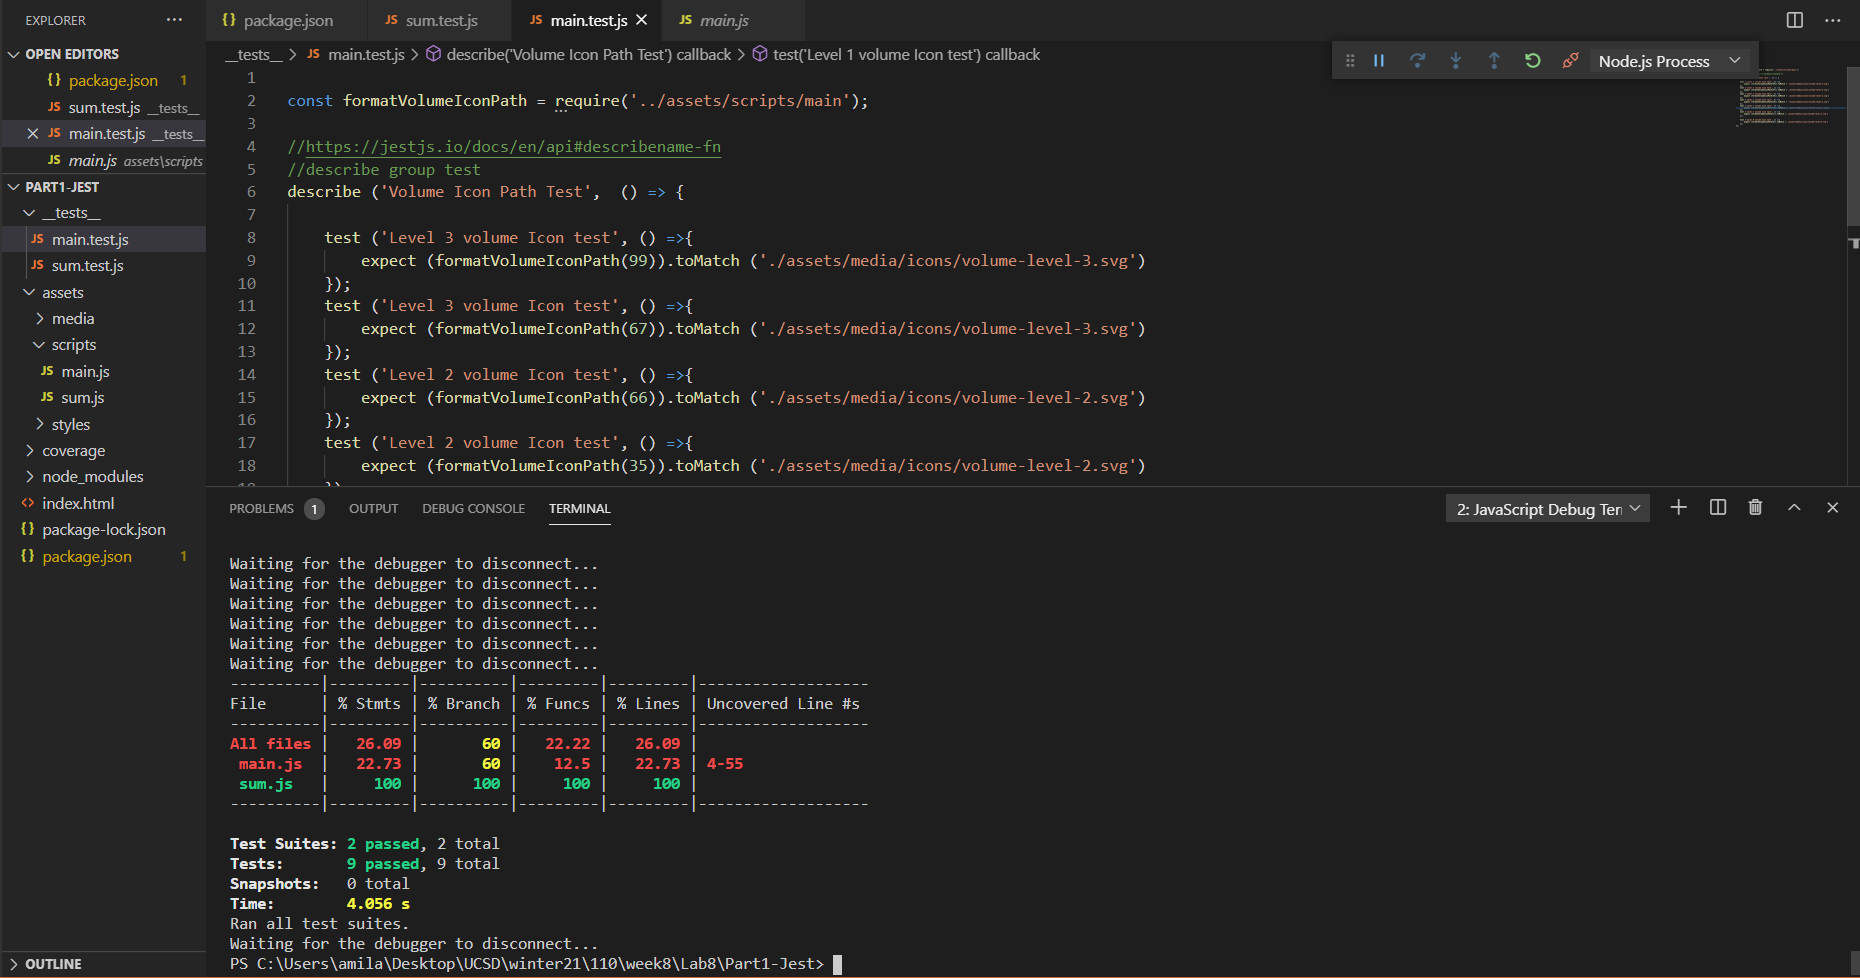 EXPLORER ...
OPEN EDITORS
{} package.json 1
JS sum.test.js __tests__
JS main.test.js __tests__
JS main.js assets\scripts
PART1-JEST
__tests__
JS main.test.js
JS sum.test.js
assets
media
scripts
JS main.js
JS sum.js
styles
coverage
node_modules
<> index.html
{} package-lock.json
{} package.json 1
OUTLINE
{} package.json JS sum.test.js JS main.test.js JS main.js
__tests__ > JS main.test.js > describe('Volume Icon Path Test') callback > test('Level 1 volume Icon test') callback
Node.js Process
1
2 const formatVolumeIconPath = require('../assets/scripts/main');
3
4 //https://jestjs.io/docs/en/api#describename-fn
5 //describe group test
6 describe ('Volume Icon Path Test',  () => {
7
8 test ('Level 3 volume Icon test', () =>{
9 expect (formatVolumeIconPath(99)).toMatch ('./assets/media/icons/volume-level-3.svg')
10 });
11 test ('Level 3 volume Icon test', () =>{
12 expect (formatVolumeIconPath(67)).toMatch ('./assets/media/icons/volume-level-3.svg')
13 });
14 test ('Level 2 volume Icon test', () =>{
15 expect (formatVolumeIconPath(66)).toMatch ('./assets/media/icons/volume-level-2.svg')
16 });
17 test ('Level 2 volume Icon test', () =>{
18 expect (formatVolumeIconPath(35)).toMatch ('./assets/media/icons/volume-level-2.svg')
PROBLEMS 1 OUTPUT DEBUG CONSOLE TERMINAL 2: JavaScript Debug Ter
Waiting for the debugger to disconnect...
Waiting for the debugger to disconnect...
Waiting for the debugger to disconnect...
Waiting for the debugger to disconnect...
Waiting for the debugger to disconnect...
Waiting for the debugger to disconnect...
----------|---------|----------|---------|---------|-------------------
File      | % Stmts | % Branch | % Funcs | % Lines | Uncovered Line #s
----------|---------|----------|---------|---------|-------------------
All files |   26.09 |       60 |   22.22 |   26.09 |
 main.js  |   22.73 |       60 |    12.5 |   22.73 | 4-55
 sum.js   |     100 |      100 |     100 |     100 |
----------|---------|----------|---------|---------|-------------------
Test Suites: 2 passed, 2 total
Tests:       9 passed, 9 total
Snapshots:   0 total
Time:        4.056 s
Ran all test suites.
Waiting for the debugger to disconnect...
PS C:\Users\amila\Desktop\UCSD\winter21\110\week8\Lab8\Part1-Jest>